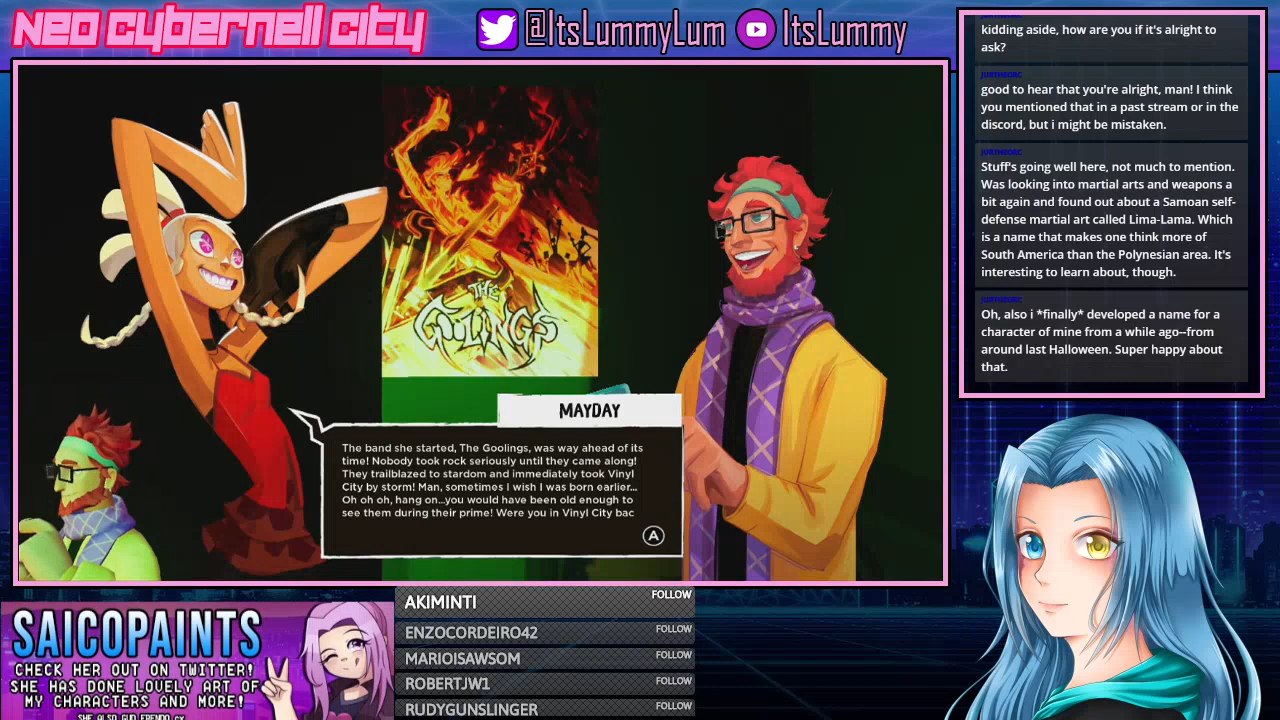 NEO CYBERNELL CITY
@ItsLummyLum
ItsLummy
JURTHEORC
kidding aside, how are you if it's alright to
ask?
JURTHEORC
good to hear that you're alright, man! I think
you mentioned that in a past stream or in the
discord, but i might be mistaken.
JURTHEORC
Stuff's going well here, not much to mention.
Was looking into martial arts and weapons a
bit again and found out about a Samoan self-
defense martial art called Lima-Lama. Which
is a name that makes one think more of
South America than the Polynesian area. It's
interesting to learn about, though.
JURTHEORC
Oh, also i *finally* developed a name for a
character of mine from a while ago--from
around last Halloween. Super happy about
that.
THE
GOOLINGS
MAYDAY
The band she started, The Goolings, was way ahead of its
time! Nobody took rock seriously until they came along!
They trailblazed to stardom and immediately took Vinyl
City by storm! Man, sometimes I wish I was born earlier...
Oh oh oh, hang on...you would have been old enough to
see them during their prime! Were you in Vinyl City bac
A
SAICOPAINTS
CHECK HER OUT ON TWITTER!
SHE HAS DONE LOVELY ART OF
MY CHARACTERS AND MORE!
SHE ALSO GUD FRENDO cx
AKIMINTI FOLLOW
ENZOCORDEIRO42 FOLLOW
MARIOISAWSOM FOLLOW
ROBERTJW1 FOLLOW
RUDYGUNSLINGER FOLLOW